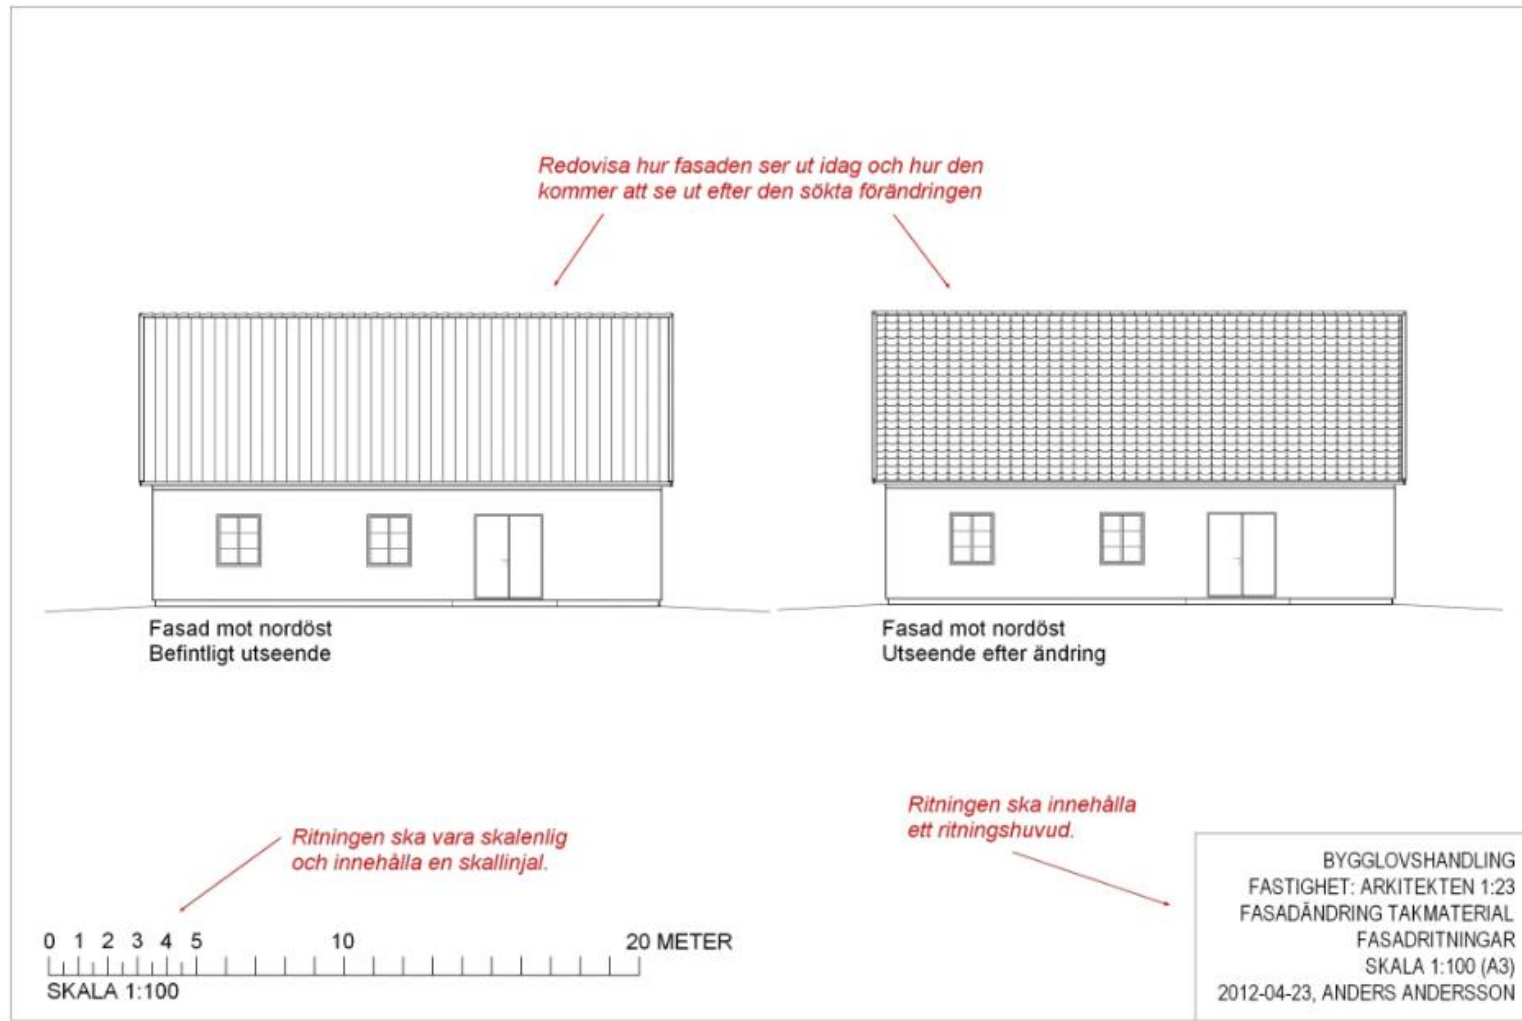 Redovisa hur fasaden ser ut idag och hur den
kommer att se ut efter den sökta förändringen
Fasad mot nordöst
Befintligt utseende
Fasad mot nordöst
Utseende efter ändring
Ritningen ska vara skalenlig
och innehålla en skallinjal.
Ritningen ska innehålla
ett ritningshuvud.
0 1 2 3 4 5 10 20 METER
SKALA 1:100
BYGGLOVSHANDLING
FASTIGHET: ARKITEKTEN 1:23
FASADÄNDRING TAKMATERIAL
FASADRITNINGAR
SKALA 1:100 (A3)
2012-04-23, ANDERS ANDERSSON